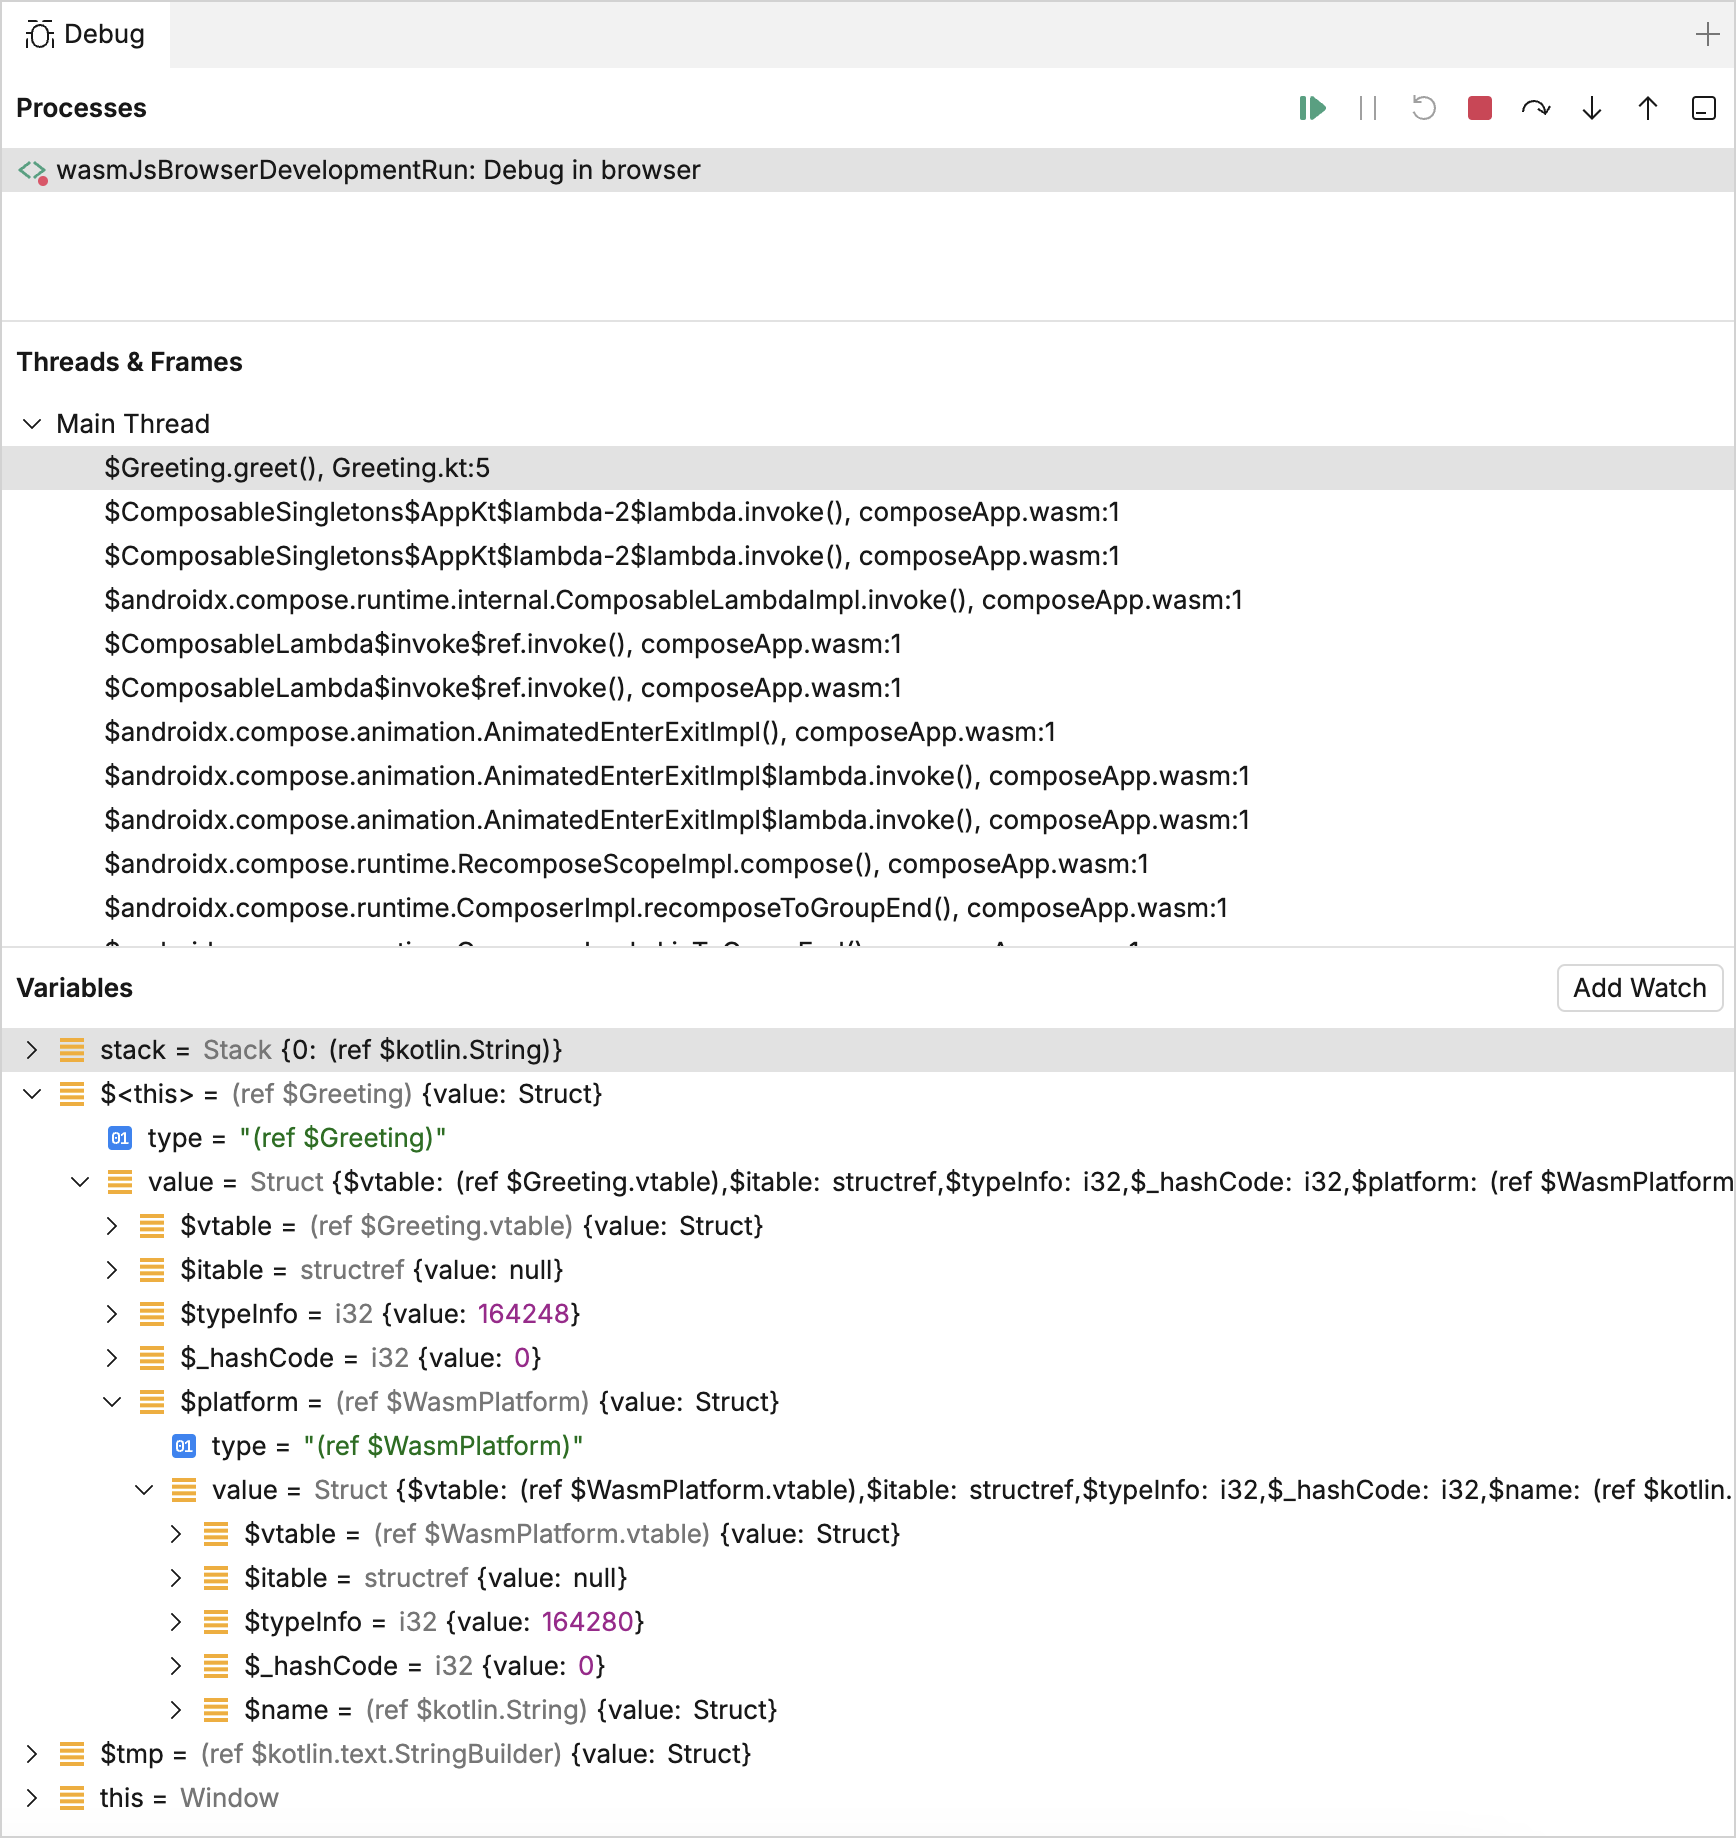 Debug
Processes
wasmJsBrowserDevelopmentRun: Debug in browser
Threads & Frames
Main Thread
$Greeting.greet(), Greeting.kt:5
$ComposableSingletons$AppKt$lambda-2$lambda.invoke(), composeApp.wasm:1
$ComposableSingletons$AppKt$lambda-2$lambda.invoke(), composeApp.wasm:1
$androidx.compose.runtime.internal.ComposableLambdaImpl.invoke(), composeApp.wasm:1
$ComposableLambda$invoke$ref.invoke(), composeApp.wasm:1
$ComposableLambda$invoke$ref.invoke(), composeApp.wasm:1
$androidx.compose.animation.AnimatedEnterExitImpl(), composeApp.wasm:1
$androidx.compose.animation.AnimatedEnterExitImpl$lambda.invoke(), composeApp.wasm:1
$androidx.compose.animation.AnimatedEnterExitImpl$lambda.invoke(), composeApp.wasm:1
$androidx.compose.runtime.RecomposeScopeImpl.compose(), composeApp.wasm:1
$androidx.compose.runtime.ComposerImpl.recomposeToGroupEnd(), composeApp.wasm:1
Variables
Add Watch
stack = Stack {0: (ref $kotlin.String)}
$<this> = (ref $Greeting) {value: Struct}
01 type = "(ref $Greeting)"
value = Struct {$vtable: (ref $Greeting.vtable),$itable: structref,$typeInfo: i32,$_hashCode: i32,$platform: (ref $WasmPlatform
$vtable = (ref $Greeting.vtable) {value: Struct}
$itable = structref {value: null}
$typeInfo = i32 {value: 164248}
$_hashCode = i32 {value: 0}
$platform = (ref $WasmPlatform) {value: Struct}
01 type = "(ref $WasmPlatform)"
value = Struct {$vtable: (ref $WasmPlatform.vtable),$itable: structref,$typeInfo: i32,$_hashCode: i32,$name: (ref $kotlin.
$vtable = (ref $WasmPlatform.vtable) {value: Struct}
$itable = structref {value: null}
$typeInfo = i32 {value: 164280}
$_hashCode = i32 {value: 0}
$name = (ref $kotlin.String) {value: Struct}
$tmp = (ref $kotlin.text.StringBuilder) {value: Struct}
this = Window